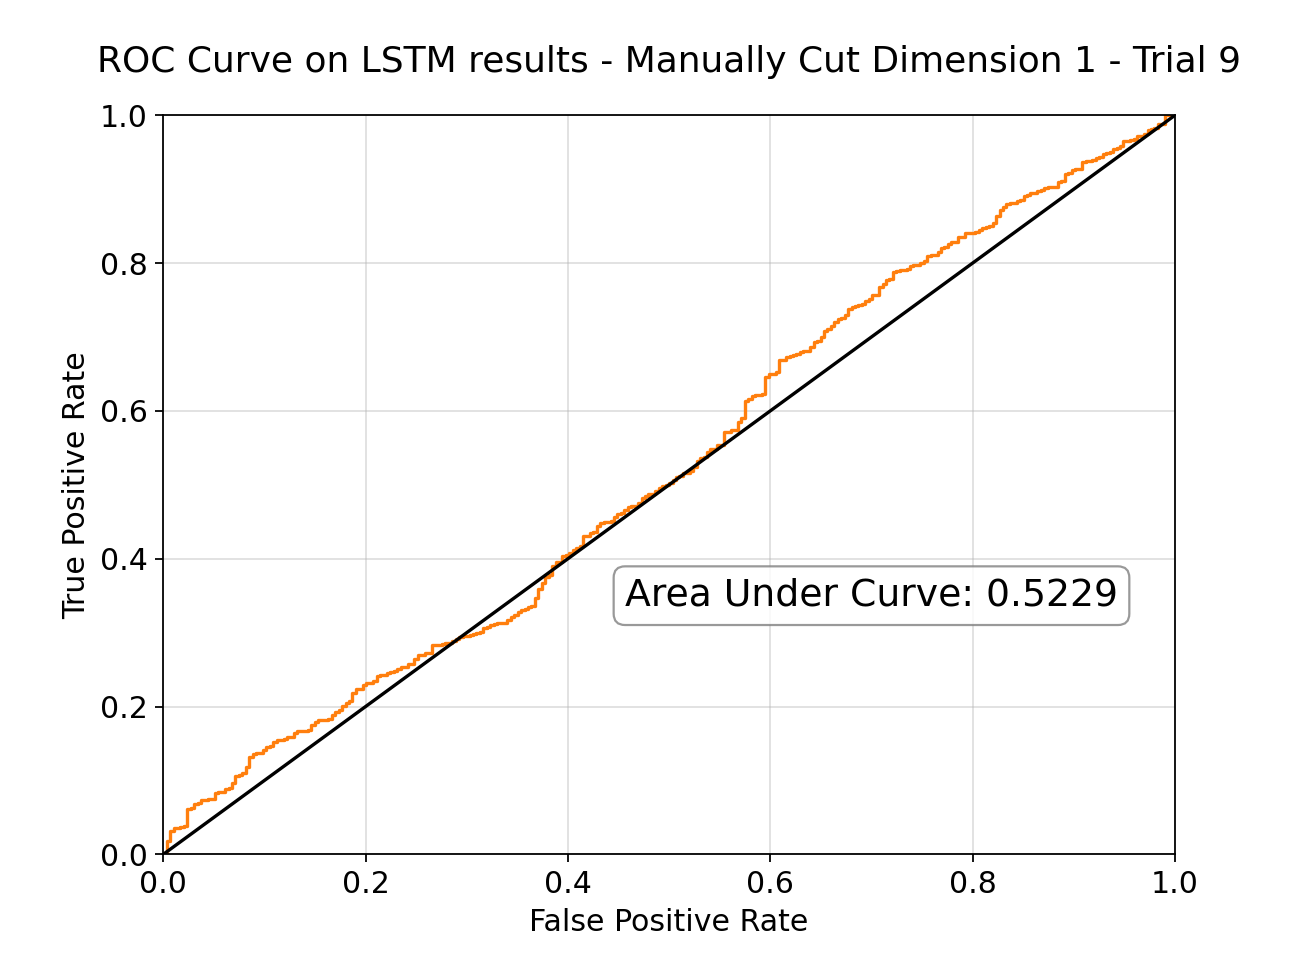 ROC Curve on LSTM results - Manually Cut Dimension 1 - Trial 9
1.0
0.8
0.6
0.4
0.2
0.0
True Positive Rate
Area Under Curve: 0.5229
0.0 0.2 0.4 0.6 0.8 1.0
False Positive Rate